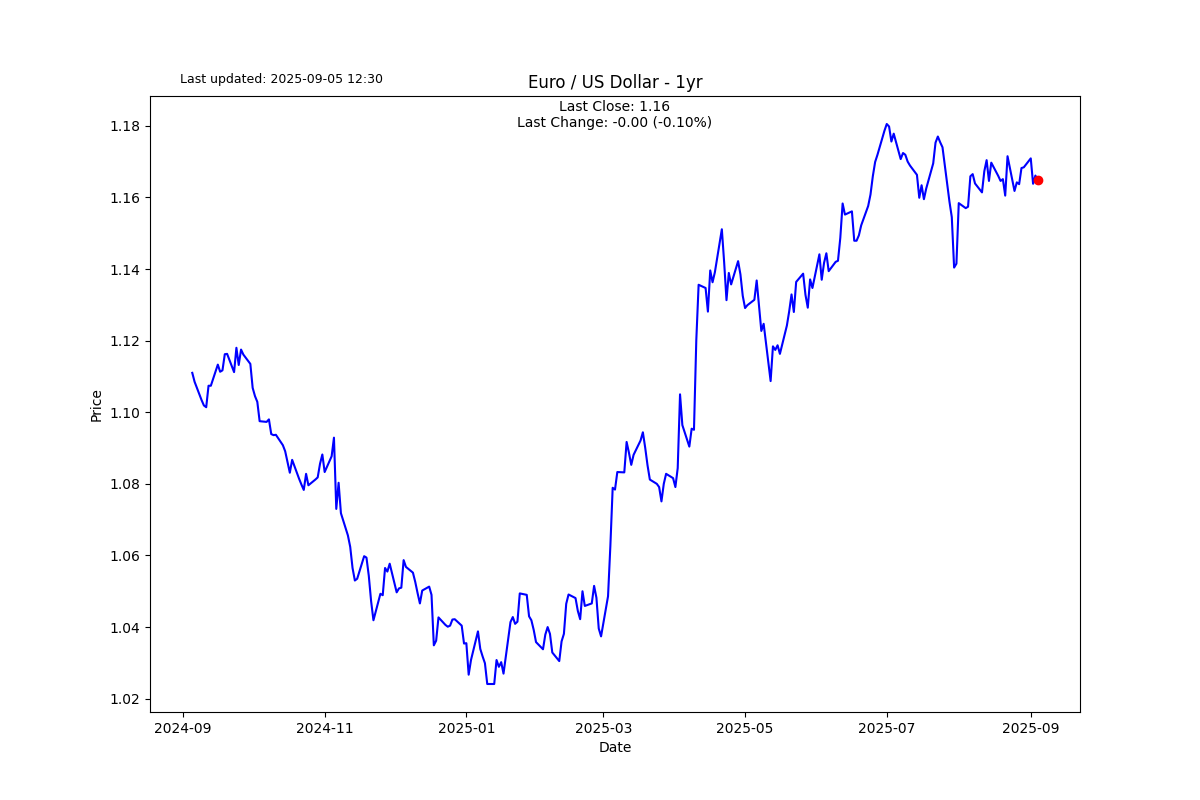 Last updated: 2025-09-05 12:30
Euro / US Dollar - 1yr
Last Close: 1.16
Last Change: -0.00 (-0.10%)
1.18
1.16
1.14
1.12
1.10
1.08
1.06
1.04
1.02
Price
2024-09
2024-11
2025-01
2025-03
2025-05
2025-07
2025-09
Date